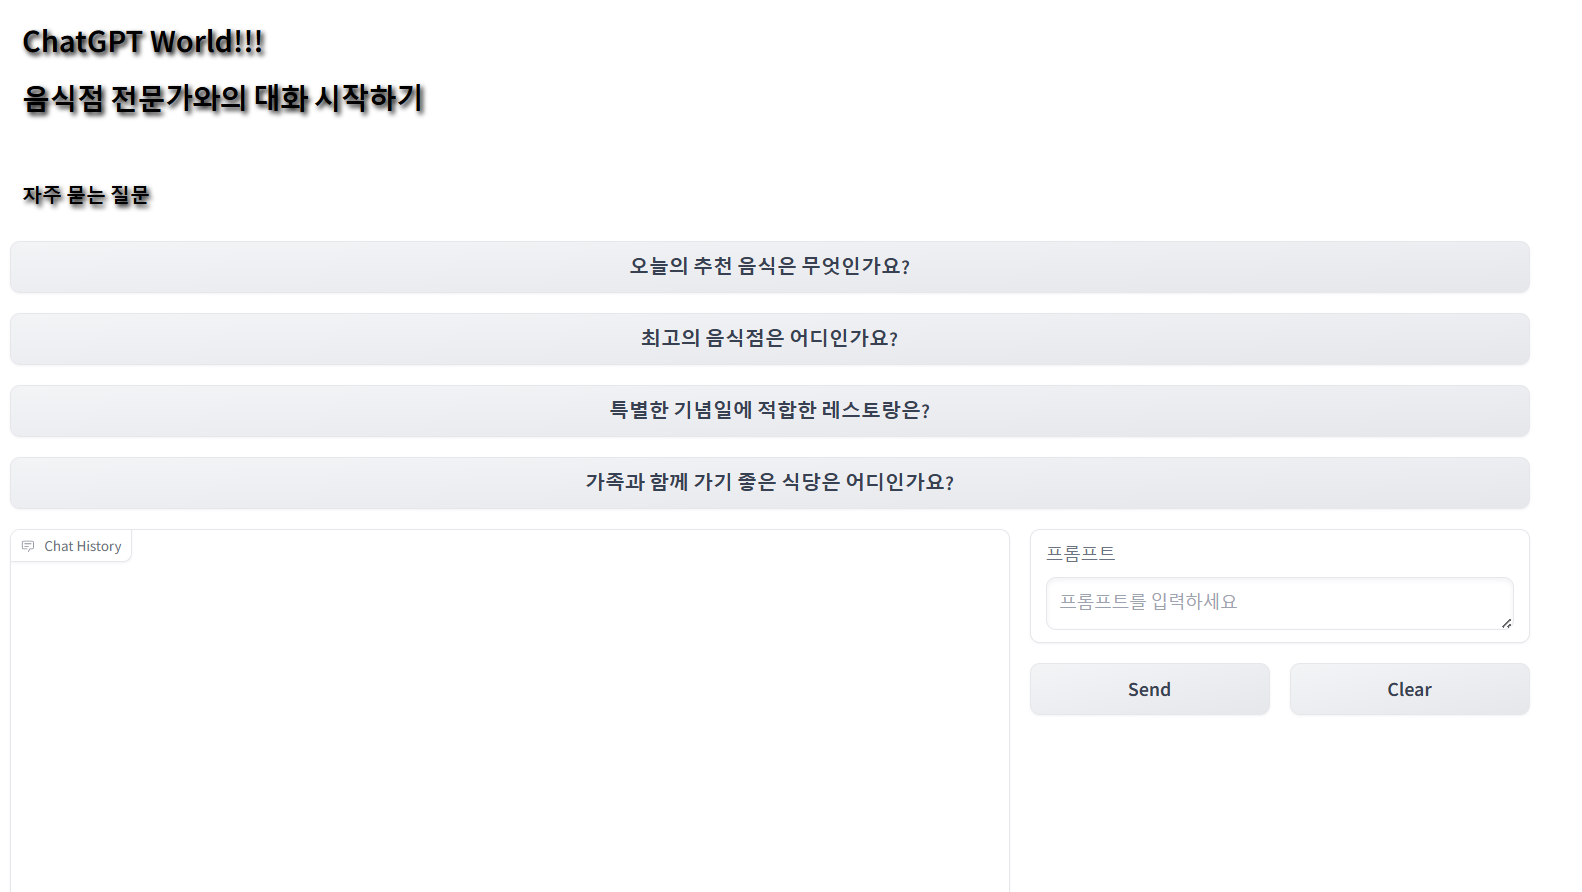 ChatGPT World!!!
음식점 전문가와의 대화 시작하기
자주 묻는 질문
오늘의 추천 음식은 무엇인가요?
최고의 음식점은 어디인가요?
특별한 기념일에 적합한 레스토랑은?
가족과 함께 가기 좋은 식당은 어디인가요?
Chat History
프롬프트
프롬프트를 입력하세요
Send
Clear